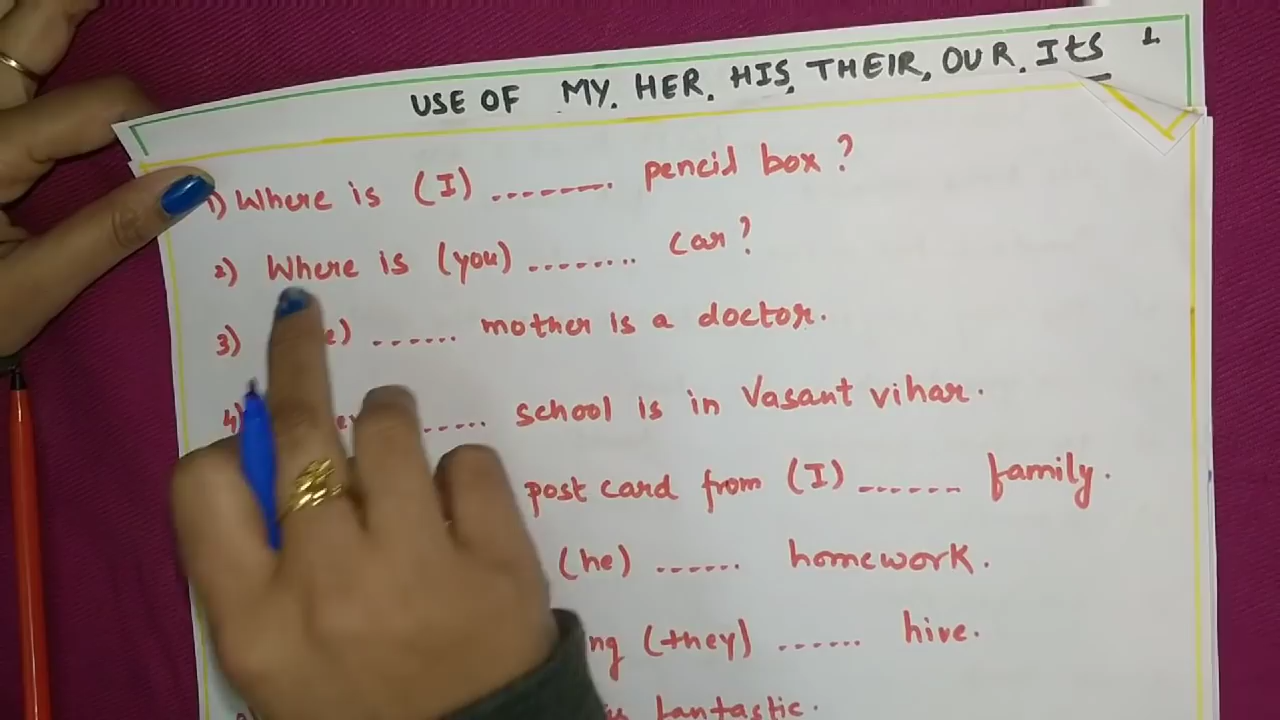 USE OF MY. HER. HIS, THEIR, OUR. ITS 1
1) Where is (I) ........ pencil box?
2) Where is (you) ........ car?
3) ...... mother is a doctor.
4) ..... school is in Vasant vihar.
post card from (I) ...... family.
(he) ...... homework.
(they) ...... hive.
fantastic.